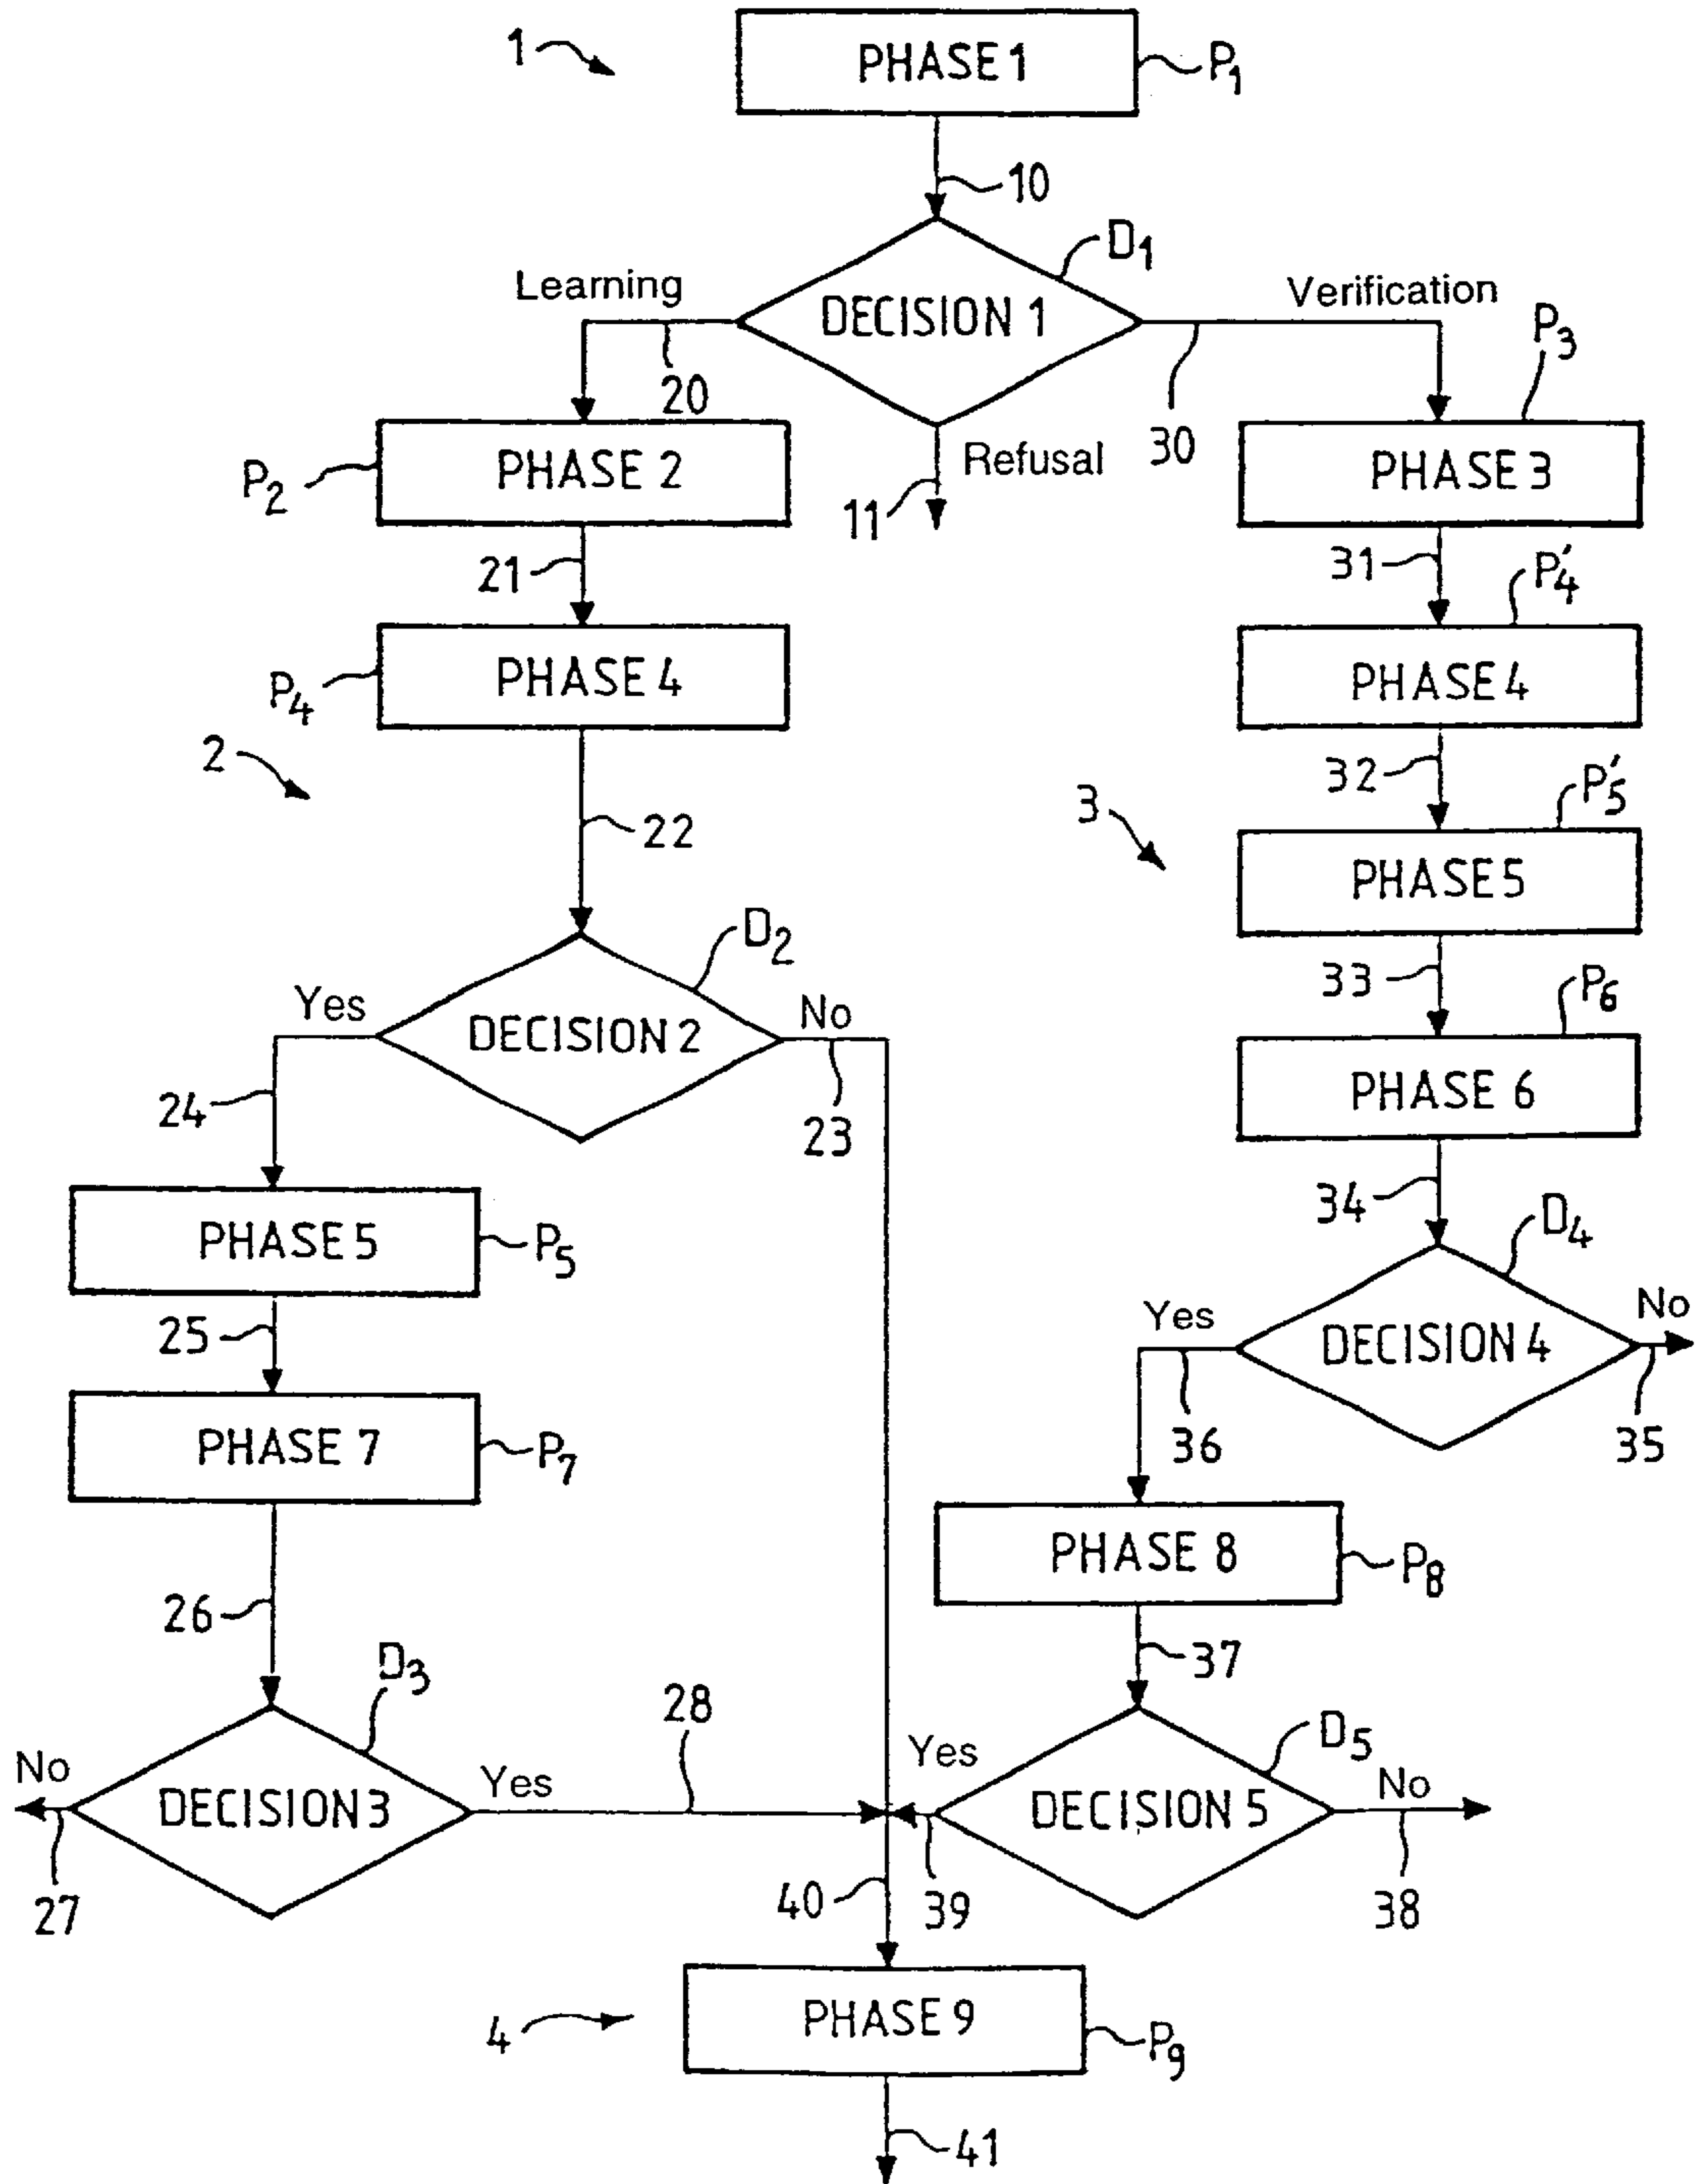 1
PHASE 1
P1
10
D1
Learning
DECISION 1
Verification
P3
20
30
P2
PHASE 2
Refusal
11
PHASE 3
21
31
P'4
P4
PHASE 4
PHASE 4
2
32
P'5
3
22
PHASE 5
D2
33
P6
Yes
DECISION 2
No
24
23
PHASE 6
34
D4
PHASE 5
P5
25
Yes
DECISION 4
No
PHASE 7
P7
36
35
PHASE 8
P8
26
37
D3
28
D5
No
DECISION 3
Yes
Yes
DECISION 5
No
27
40
39
38
4
PHASE 9
P9
41